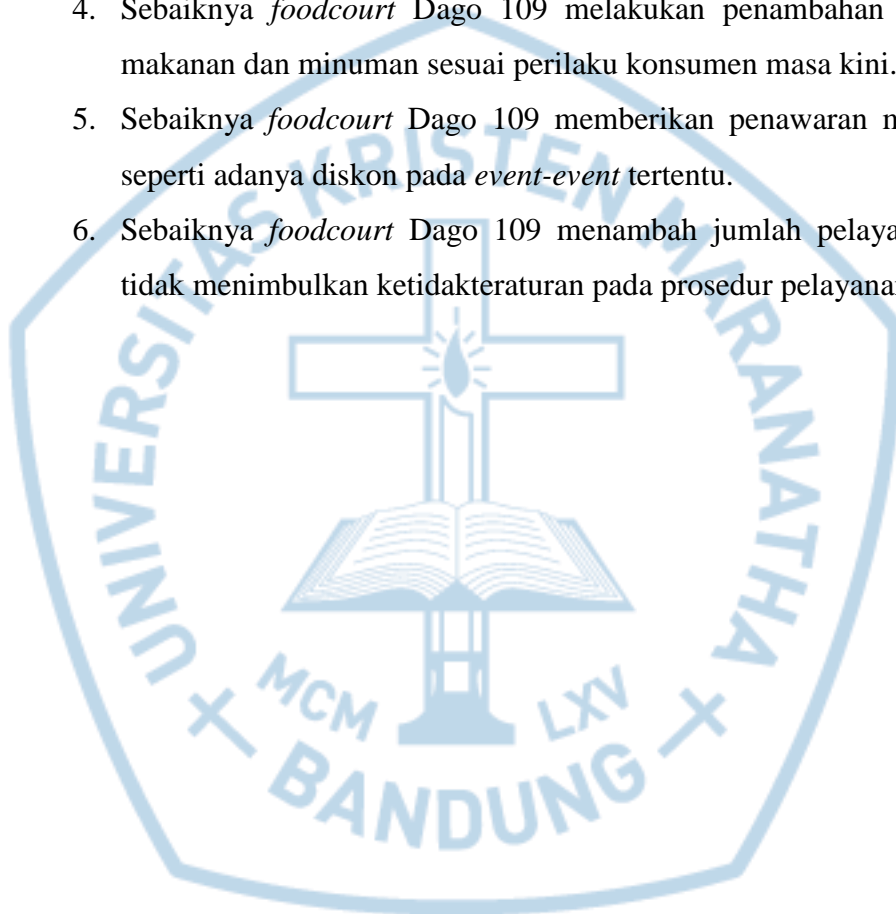 4. Sebaiknya foodcourt Dago 109 melakukan penambahan
makanan dan minuman sesuai perilaku konsumen masa kini.
5. Sebaiknya foodcourt Dago 109 memberikan penawaran
seperti adanya diskon pada event-event tertentu.
6. Sebaiknya foodcourt Dago 109 menambah jumlah
tidak menimbulkan ketidakteraturan pada prosedur
UNIVERSITAS KRISTEN MARANATHA
MCM LXV
BANDUNG